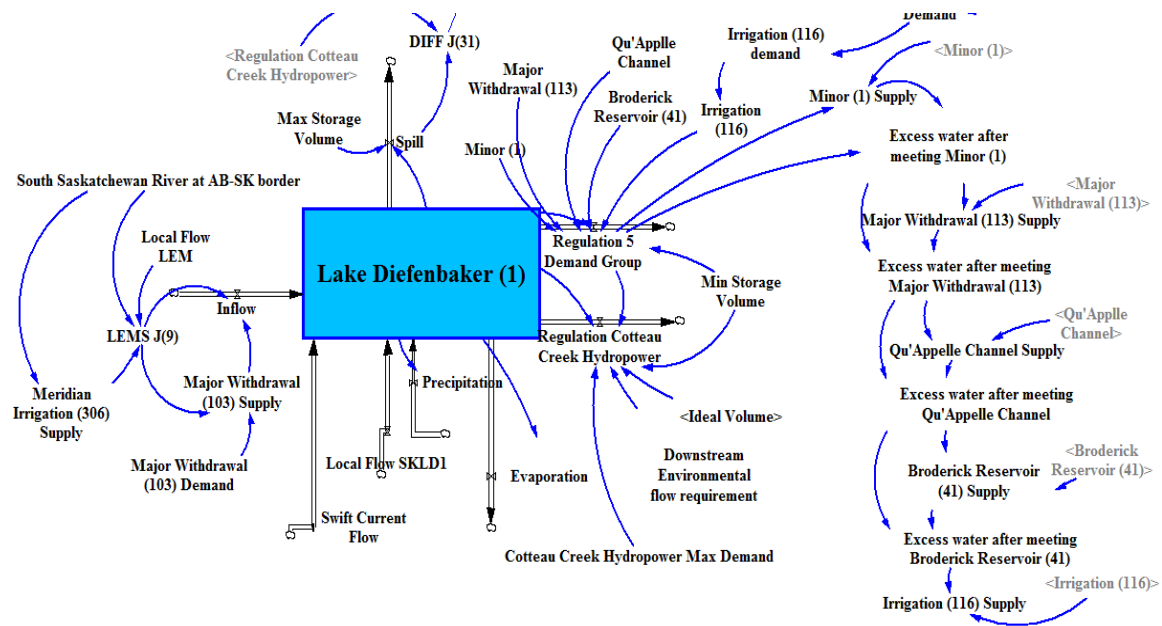 Demand
DIFF J(31)
<Regulation Cotteau
Creek Hydropower>
Qu'Applle
Channel
Irrigation (116)
demand
<Minor (1)>
Major
Withdrawal (113)
Broderick
Reservoir (41)
Irrigation
(116)
Minor (1) Supply
Max Storage
Volume
Spill
Minor (1)
Excess water after
meeting Minor (1)
South Saskatchewan River at AB-SK border
<Major
Withdrawal (113)>
Major Withdrawal (113) Supply
Local Flow
LEM
Lake Diefenbaker (1)
Regulation 5
Demand Group
Excess water after meeting
Major Withdrawal (113)
Min Storage
Volume
Inflow
LEMS J(9)
Regulation Cotteau
Creek Hydropower
<Qu'Applle
Channel>
Qu'Appelle Channel Supply
Meridian
Irrigation (306)
Supply
Major Withdrawal
(103) Supply
Precipitation
<Ideal Volume>
Excess water after meeting
Qu'Applle Channel
Major Withdrawal
(103) Demand
Local Flow SKLD1
Evaporation
Downstream
Environmental
flow requirement
<Broderick
Reservoir (41)>
Broderick Reservoir
(41) Supply
Swift Current
Flow
Cotteau Creek Hydropower Max Demand
Excess water after meeting
Broderick Reservoir (41)
<Irrigation (116)>
Irrigation (116) Supply